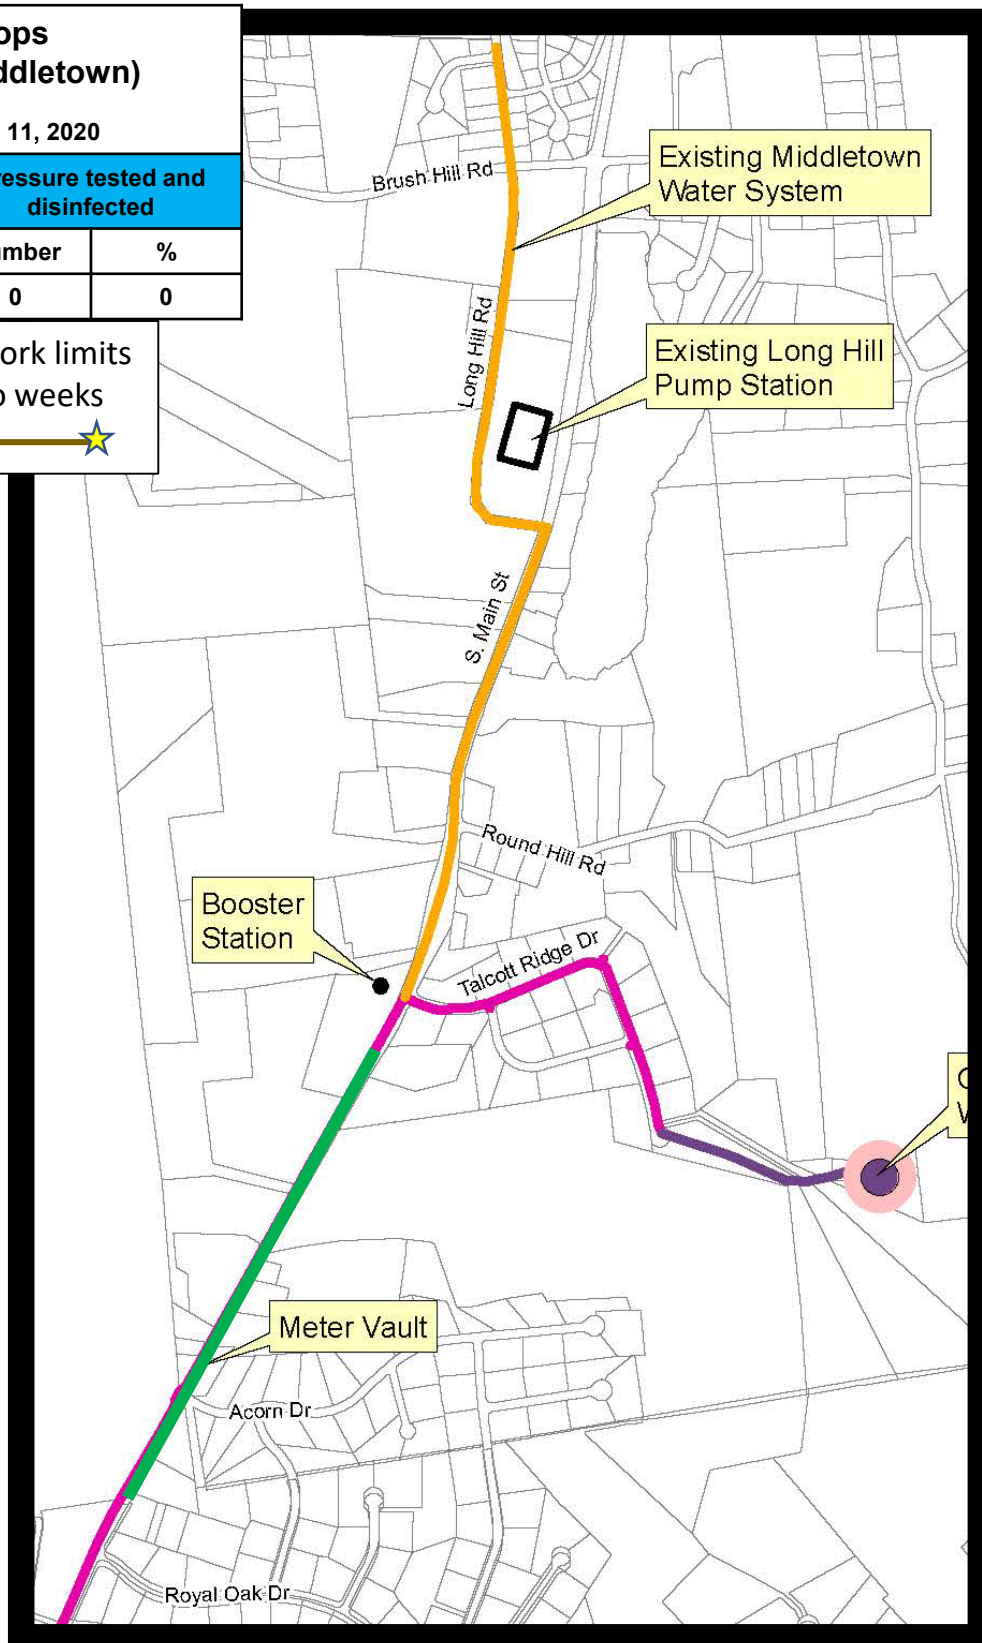 ops
ddletown)
11, 2020
ressure tested and
disinfected
mber %
0 0
ork limits
o weeks
Brush Hill Rd
Existing Middletown
Water System
Long Hill Rd
Existing Long Hill
Pump Station
S. Main St
Round Hill Rd
Booster
Station
Talcott Ridge Dr
Meter Vault
Acorn Dr
Royal Oak Dr